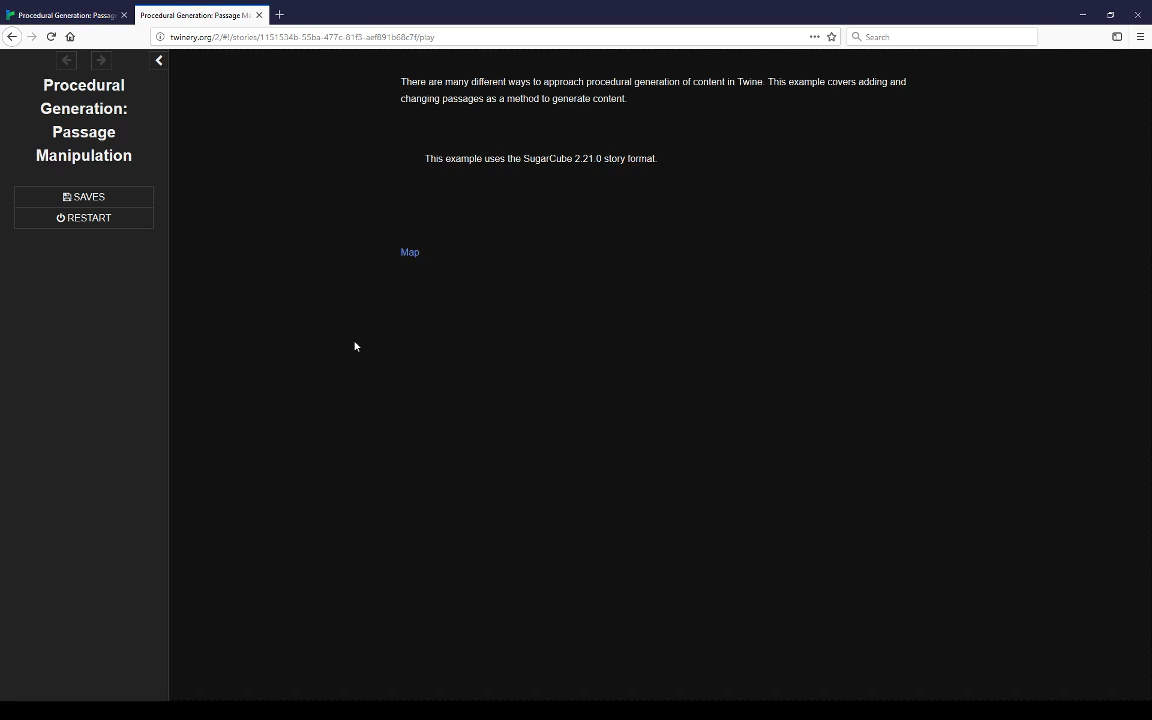 Procedural Generation: Passag
Procedural Generation: Passage M
twinery.org/2/#!/stories/1151534b-55ba-477c-81f3-aef891b68c7f/play
Search
Procedural
Generation:
Passage
Manipulation
SAVES
RESTART
There are many different ways to approach procedural generation of content in Twine. This example covers adding and
changing passages as a method to generate content.
This example uses the SugarCube 2.21.0 story format.
Map